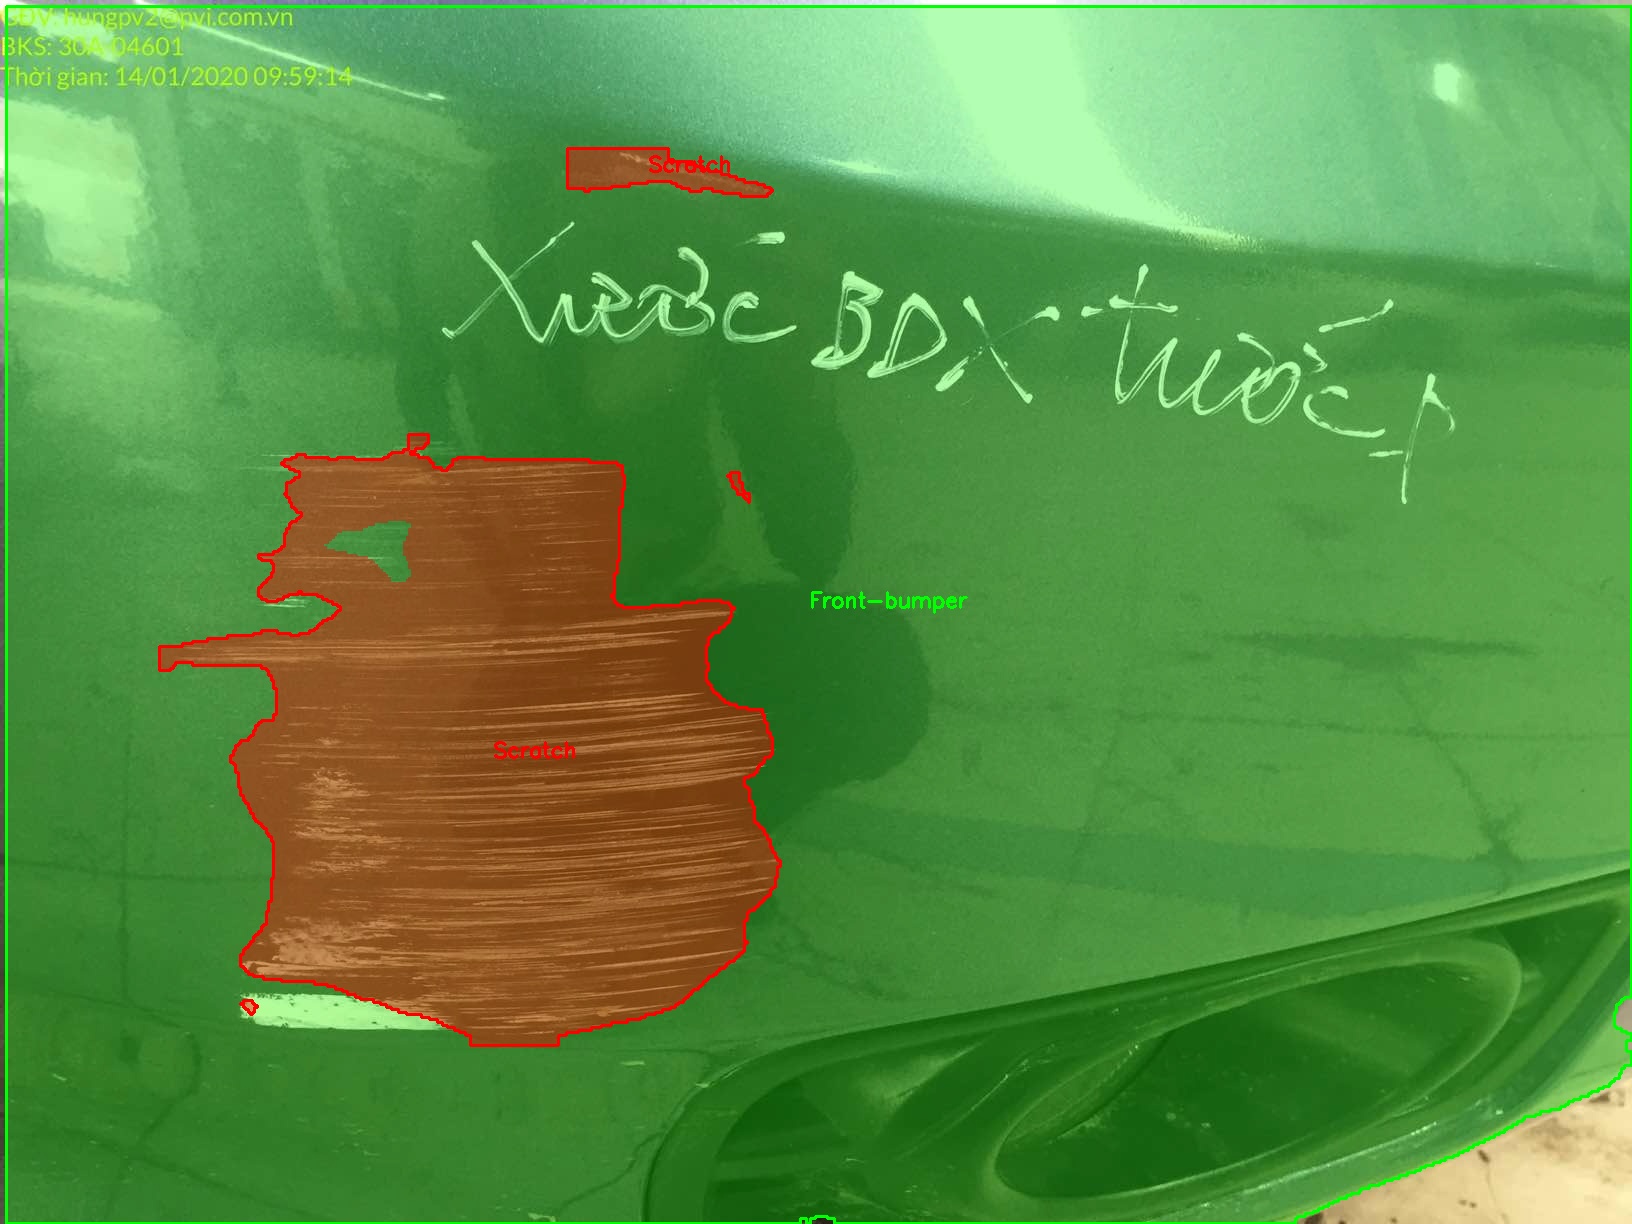 GĐV: hungpv2@pvi.com.vn
BKS: 30A-04601
Thời gian: 14/01/2020 09:59:14
Scratch
Xước BDX trước P
Front-bumper
Scratch